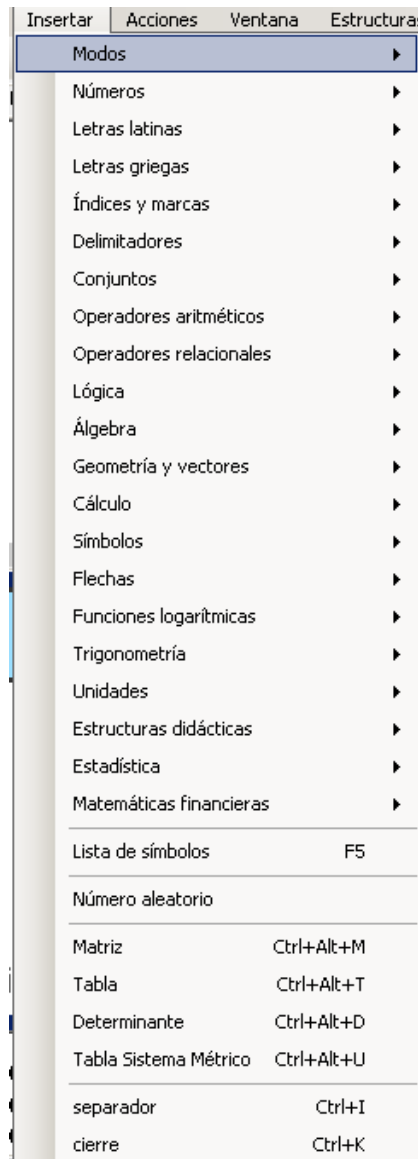 Insertar Acciones Ventana Estructuras
Modos
Números
Letras latinas
Letras griegas
Índices y marcas
Delimitadores
Conjuntos
Operadores aritméticos
Operadores relacionales
Lógica
Álgebra
Geometría y vectores
Cálculo
Símbolos
Flechas
Funciones logarítmicas
Trigonometría
Unidades
Estructuras didácticas
Estadística
Matemáticas financieras
Lista de símbolos F5
Número aleatorio
Matriz Ctrl+Alt+M
Tabla Ctrl+Alt+T
Determinante Ctrl+Alt+D
Tabla Sistema Métrico Ctrl+Alt+U
separador Ctrl+I
cierre Ctrl+K